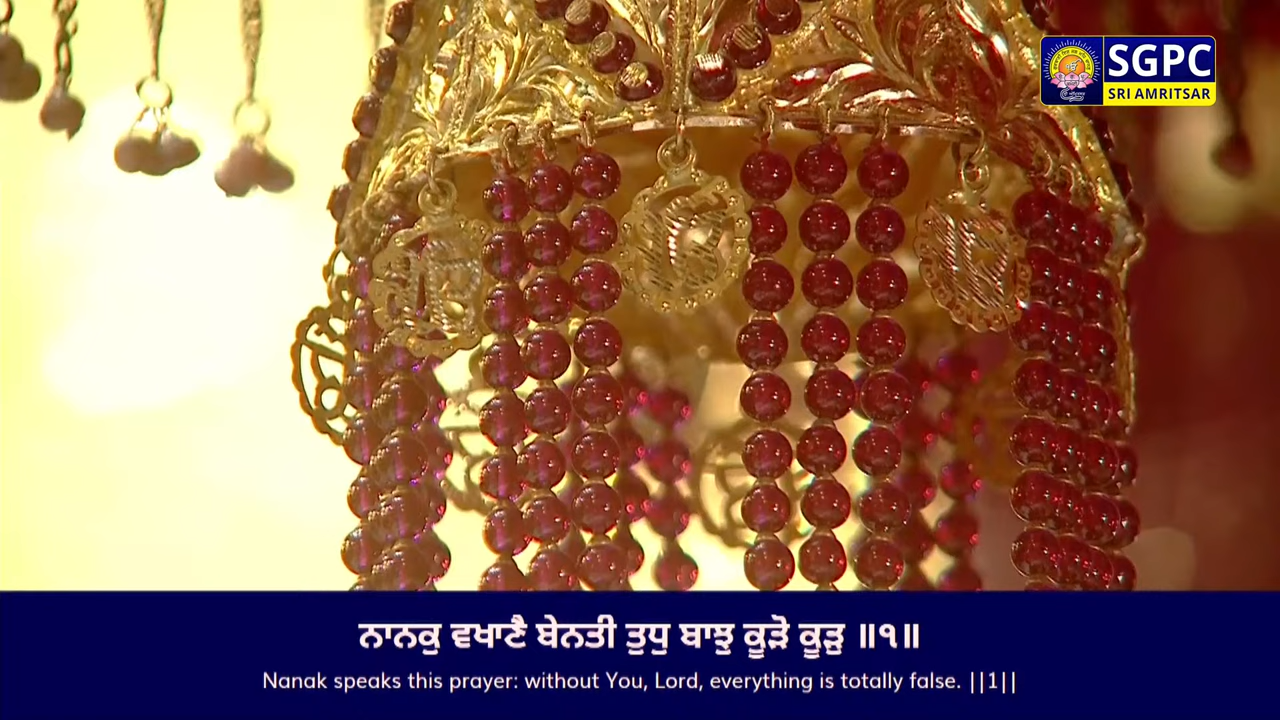 SGPC
SRI AMRITSAR
ਨਾਨਕੁ ਵਖਾਣੈ ਬੇਨਤੀ ਤੁਧੁ ਬਾਝੁ ਕੂੜੋ ਕੂੜੁ ॥੧॥
Nanak speaks this prayer: without You, Lord, everything is totally false. ||1||